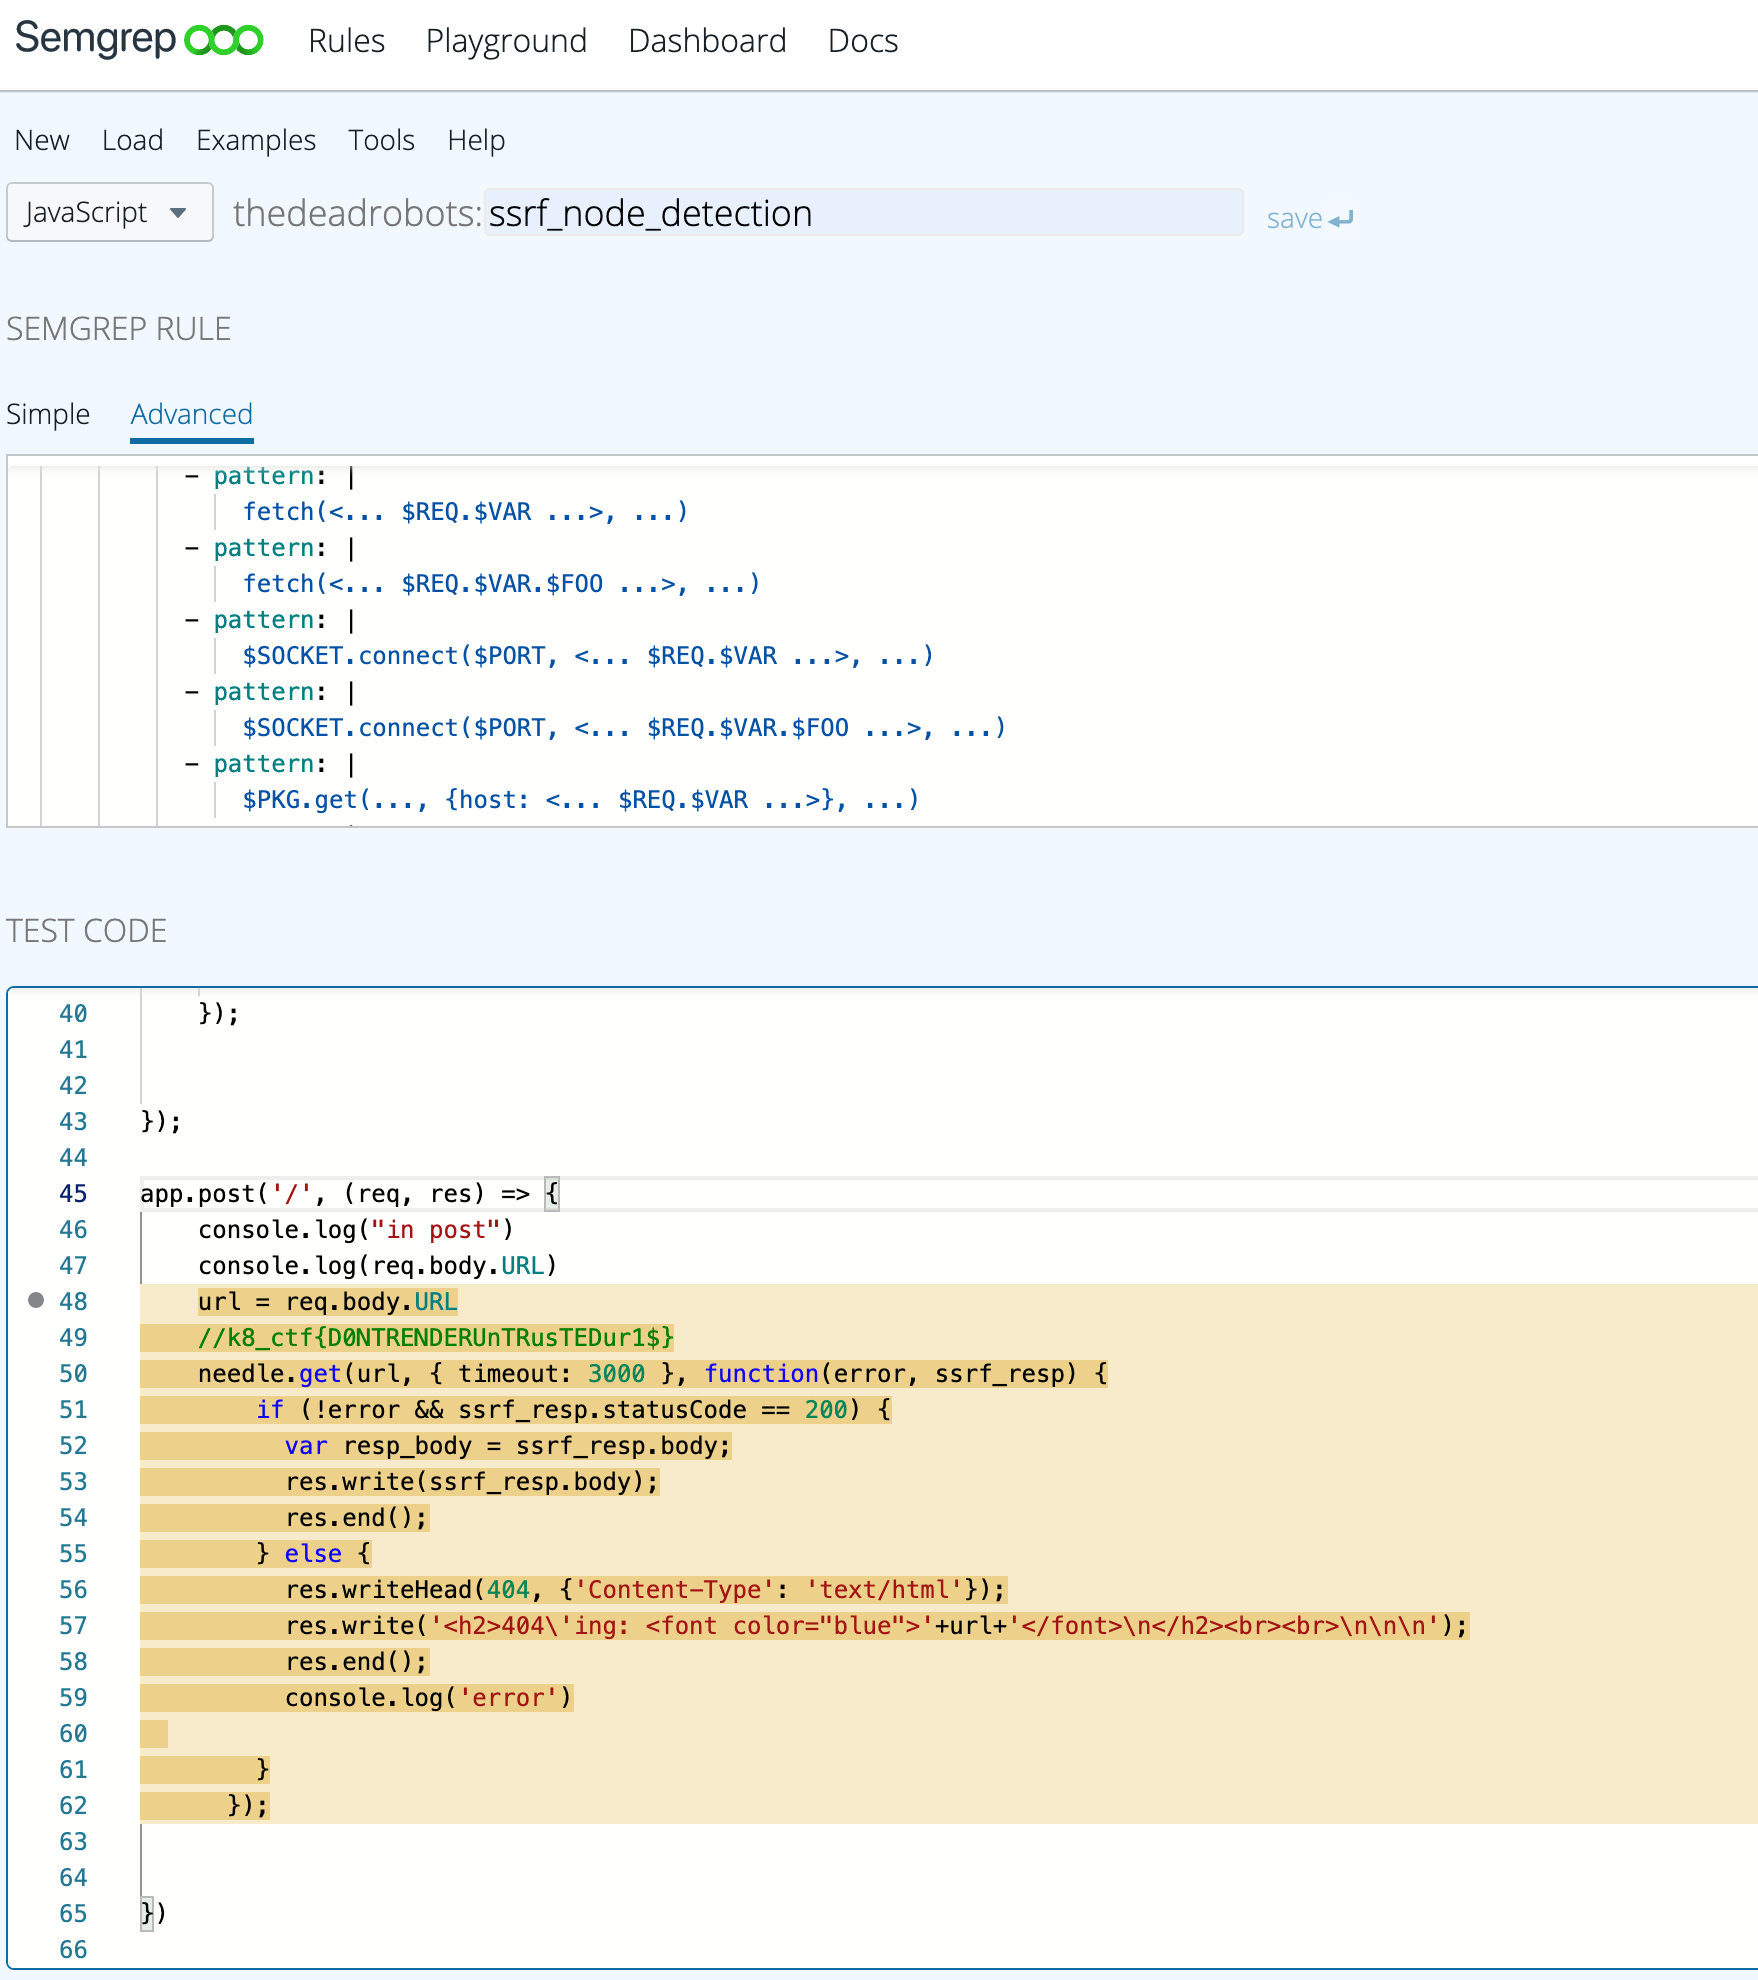 Semgrep Rules Playground Dashboard Docs
New Load Examples Tools Help
JavaScript thedeadrobots: ssrf_node_detection save
SEMGREP RULE
Simple Advanced
- pattern: |
fetch(<... $REQ.$VAR ...>, ...)
- pattern: |
fetch(<... $REQ.$VAR.$FOO ...>, ...)
- pattern: |
$SOCKET.connect($PORT, <... $REQ.$VAR ...>, ...)
- pattern: |
$SOCKET.connect($PORT, <... $REQ.$VAR.$FOO ...>, ...)
- pattern: |
$PKG.get(..., {host: <... $REQ.$VAR ...>}, ...)
TEST CODE
40 });
41
42
43 });
44
45 app.post('/', (req, res) => {
46 console.log("in post")
47 console.log(req.body.URL)
48 url = req.body.URL
49 //k8_ctf{D0NTRENDERUnTRusTEDur1$}
50 needle.get(url, { timeout: 3000 }, function(error, ssrf_resp) {
51 if (!error && ssrf_resp.statusCode == 200) {
52 var resp_body = ssrf_resp.body;
53 res.write(ssrf_resp.body);
54 res.end();
55 } else {
56 res.writeHead(404, {'Content-Type': 'text/html'});
57 res.write('<h2>404\'ing: <font color="blue">'+url+'</font>\n</h2><br><br>\n\n\n');
58 res.end();
59 console.log('error')
60
61 }
62 });
63
64
65 })
66